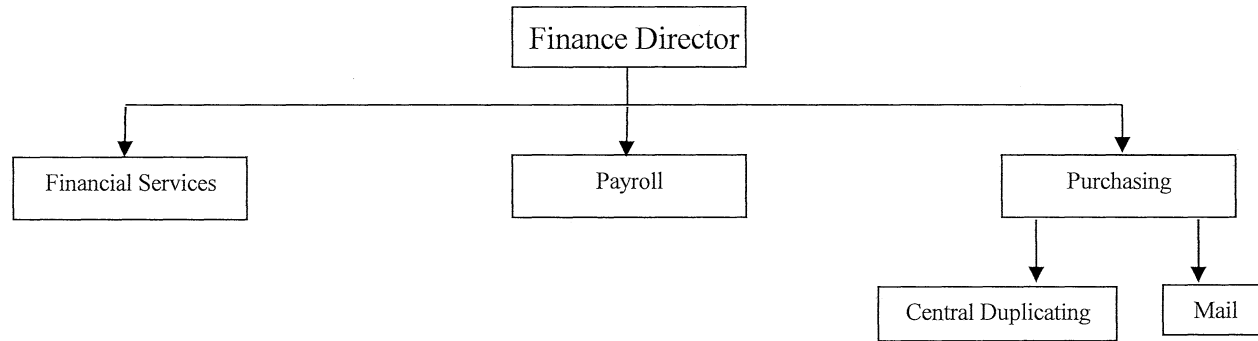 Finance Director
Financial Services
Payroll
Purchasing
Central Duplicating
Mail